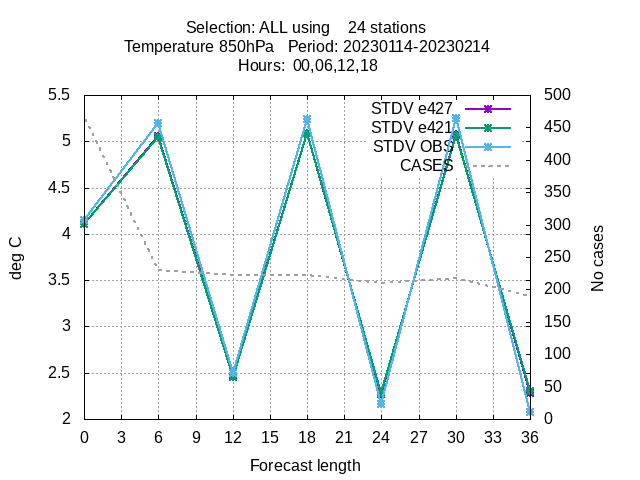 Selection: ALL using    24 stations
Temperature 850hPa   Period: 20230114-20230214
Hours:  00,06,12,18
5.5
5
4.5
4
3.5
3
2.5
2
deg C
STDV e427
STDV e421
STDV OBS
CASES
500
450
400
350
300
250
200
150
100
50
0
No cases
0 3 6 9 12 15 18 21 24 27 30 33 36
Forecast length